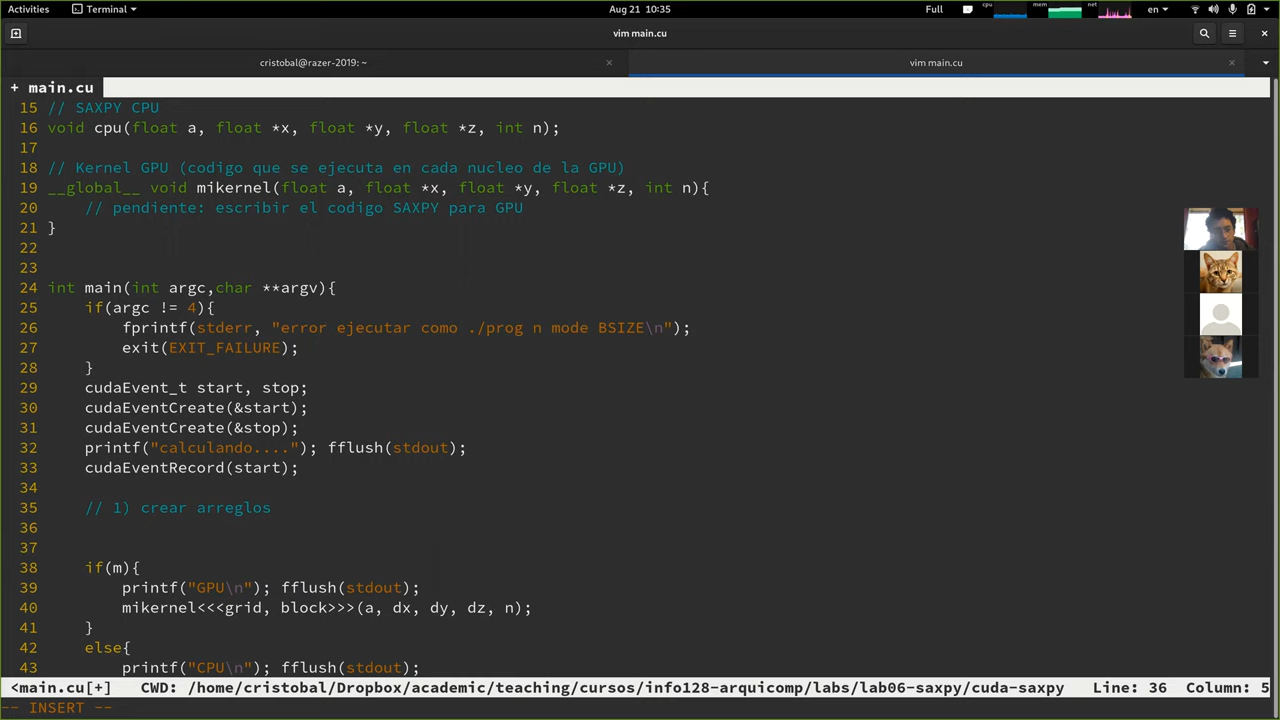 Activities Terminal Aug 21 10:35 Full cpu mem net en
vim main.cu
cristobal@razer-2019: ~ × vim main.cu ×
+ main.cu
15 // SAXPY CPU
16 void cpu(float a, float *x, float *y, float *z, int n);
17
18 // Kernel GPU (codigo que se ejecuta en cada nucleo de la GPU)
19 __global__ void mikernel(float a, float *x, float *y, float *z, int n){
20     // pendiente: escribir el codigo SAXPY para GPU
21 }
22
23
24 int main(int argc,char **argv){
25     if(argc != 4){
26         fprintf(stderr, "error ejecutar como ./prog n mode BSIZE\n");
27         exit(EXIT_FAILURE);
28     }
29     cudaEvent_t start, stop;
30     cudaEventCreate(&start);
31     cudaEventCreate(&stop);
32     printf("calculando...."); fflush(stdout);
33     cudaEventRecord(start);
34
35     // 1) crear arreglos
36
37
38     if(m){
39         printf("GPU\n"); fflush(stdout);
40         mikernel<<<grid, block>>>(a, dx, dy, dz, n);
41     }
42     else{
43         printf("CPU\n"); fflush(stdout);
<main.cu[+] CWD: /home/cristobal/Dropbox/academic/teaching/cursos/info128-arquicomp/labs/lab06-saxpy/cuda-saxpy Line: 36 Column: 5
-- INSERT --